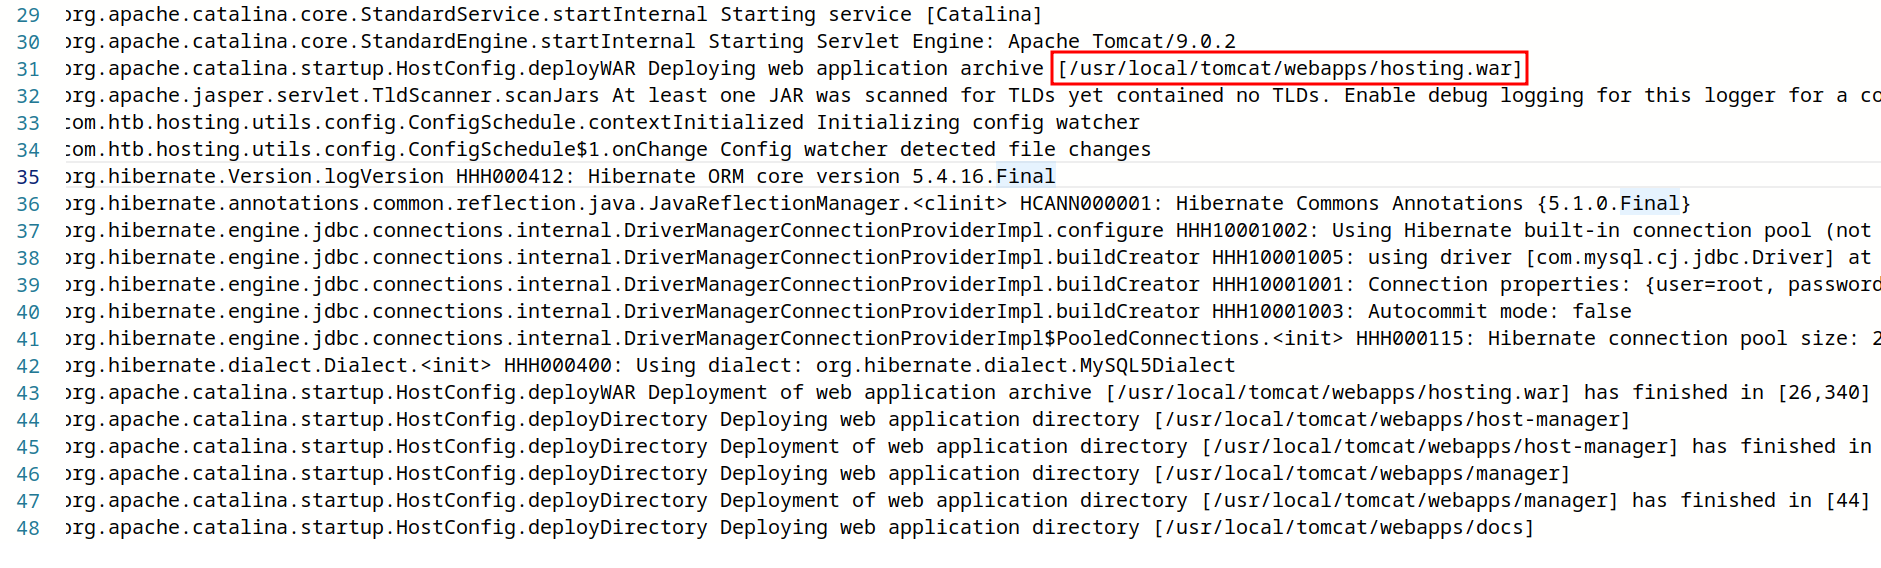 29 org.apache.catalina.core.StandardService.startInternal Starting service [Catalina]
30 org.apache.catalina.core.StandardEngine.startInternal Starting Servlet Engine: Apache Tomcat/9.0.2
31 org.apache.catalina.startup.HostConfig.deployWAR Deploying web application archive [/usr/local/tomcat/webapps/hosting.war]
32 org.apache.jasper.servlet.TldScanner.scanJars At least one JAR was scanned for TLDs yet contained no TLDs. Enable debug logging for this logger for a co
33 com.htb.hosting.utils.config.ConfigSchedule.contextInitialized Initializing config watcher
34 com.htb.hosting.utils.config.ConfigSchedule$1.onChange Config watcher detected file changes
35 org.hibernate.Version.logVersion HHH000412: Hibernate ORM core version 5.4.16.Final
36 org.hibernate.annotations.common.reflection.java.JavaReflectionManager.<clinit> HCANN000001: Hibernate Commons Annotations {5.1.0.Final}
37 org.hibernate.engine.jdbc.connections.internal.DriverManagerConnectionProviderImpl.configure HHH10001002: Using Hibernate built-in connection pool (not
38 org.hibernate.engine.jdbc.connections.internal.DriverManagerConnectionProviderImpl.buildCreator HHH10001005: using driver [com.mysql.cj.jdbc.Driver] at
39 org.hibernate.engine.jdbc.connections.internal.DriverManagerConnectionProviderImpl.buildCreator HHH10001001: Connection properties: {user=root, password
40 org.hibernate.engine.jdbc.connections.internal.DriverManagerConnectionProviderImpl.buildCreator HHH10001003: Autocommit mode: false
41 org.hibernate.engine.jdbc.connections.internal.DriverManagerConnectionProviderImpl$PooledConnections.<init> HHH000115: Hibernate connection pool size: 2
42 org.hibernate.dialect.Dialect.<init> HHH000400: Using dialect: org.hibernate.dialect.MySQL5Dialect
43 org.apache.catalina.startup.HostConfig.deployWAR Deployment of web application archive [/usr/local/tomcat/webapps/hosting.war] has finished in [26,340]
44 org.apache.catalina.startup.HostConfig.deployDirectory Deploying web application directory [/usr/local/tomcat/webapps/host-manager]
45 org.apache.catalina.startup.HostConfig.deployDirectory Deployment of web application directory [/usr/local/tomcat/webapps/host-manager] has finished in
46 org.apache.catalina.startup.HostConfig.deployDirectory Deploying web application directory [/usr/local/tomcat/webapps/manager]
47 org.apache.catalina.startup.HostConfig.deployDirectory Deployment of web application directory [/usr/local/tomcat/webapps/manager] has finished in [44]
48 org.apache.catalina.startup.HostConfig.deployDirectory Deploying web application directory [/usr/local/tomcat/webapps/docs]